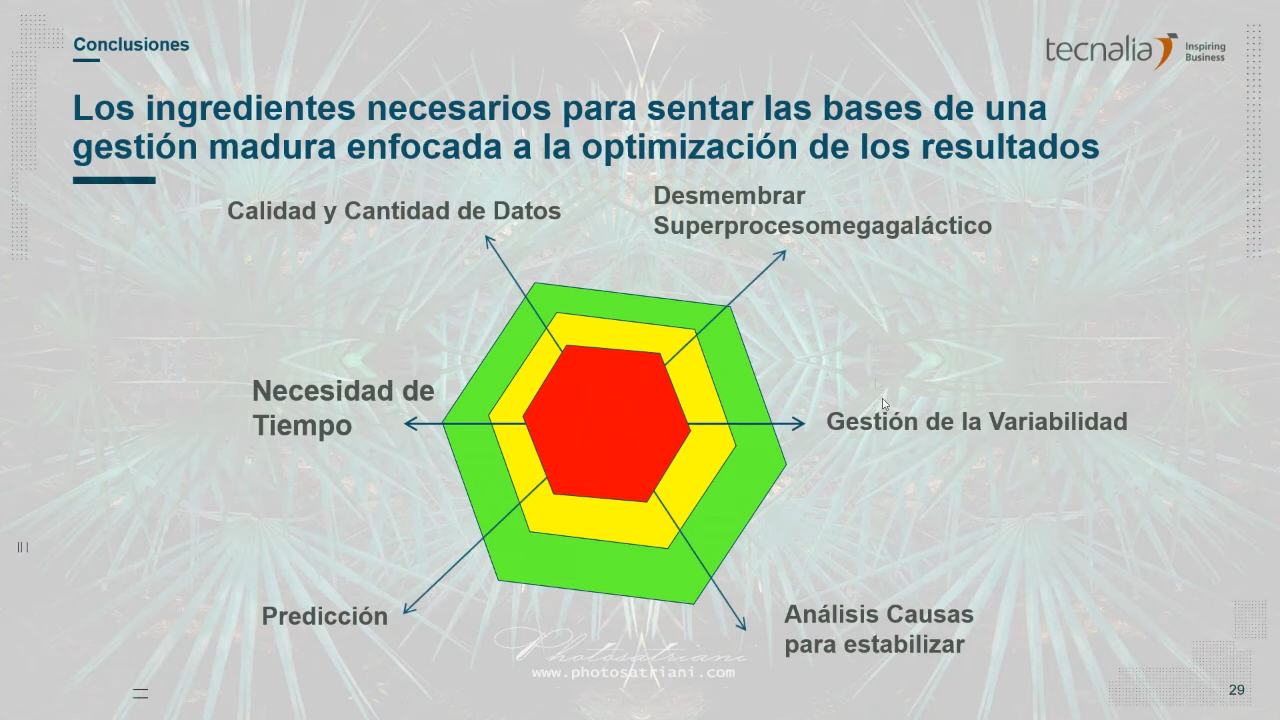 Conclusiones
tecnalia Inspiring
Business
Los ingredientes necesarios para sentar las bases de una
gestión madura enfocada a la optimización de los resultados
Calidad y Cantidad de Datos
Desmembrar
Superprocesomegagaláctico
Necesidad de
Tiempo
Gestión de la Variabilidad
Predicción
Análisis Causas
para estabilizar
Photosatriani
www.photosatriani.com
29